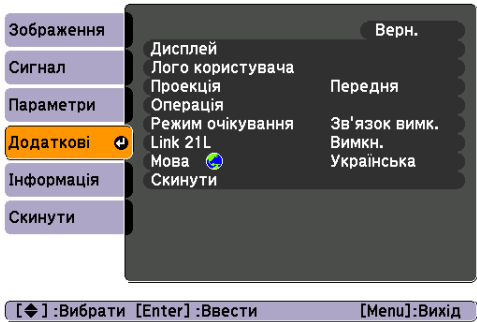 Зображення
Сигнал
Параметри
Додаткові
Інформація
Скинути
Верн.
Дисплей
Лого користувача
Проекція Передня
Операція
Режим очікування Зв'язок вимк.
Link 21L Вимкн.
Мова Українська
Скинути
[◆] :Вибрати [Enter] :Ввести [Menu]:Вихід